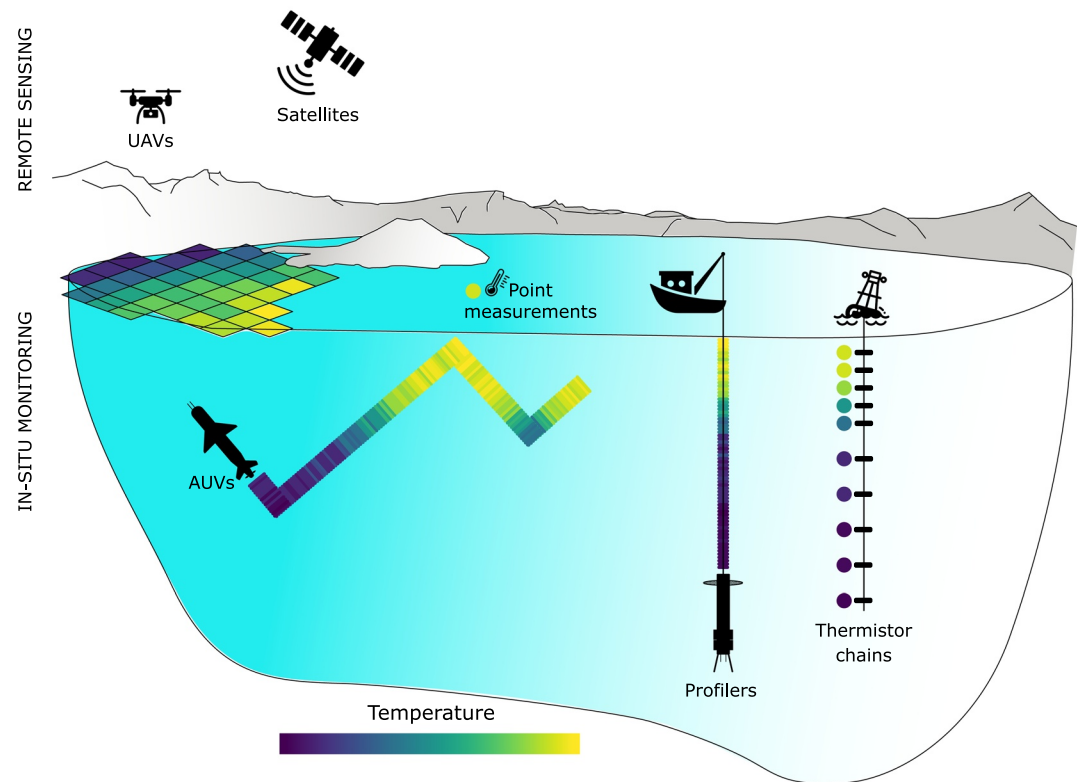 REMOTE SENSING
Satellites
UAVs
IN-SITU MONITORING
Point
measurements
AUVs
Thermistor
chains
Profilers
Temperature